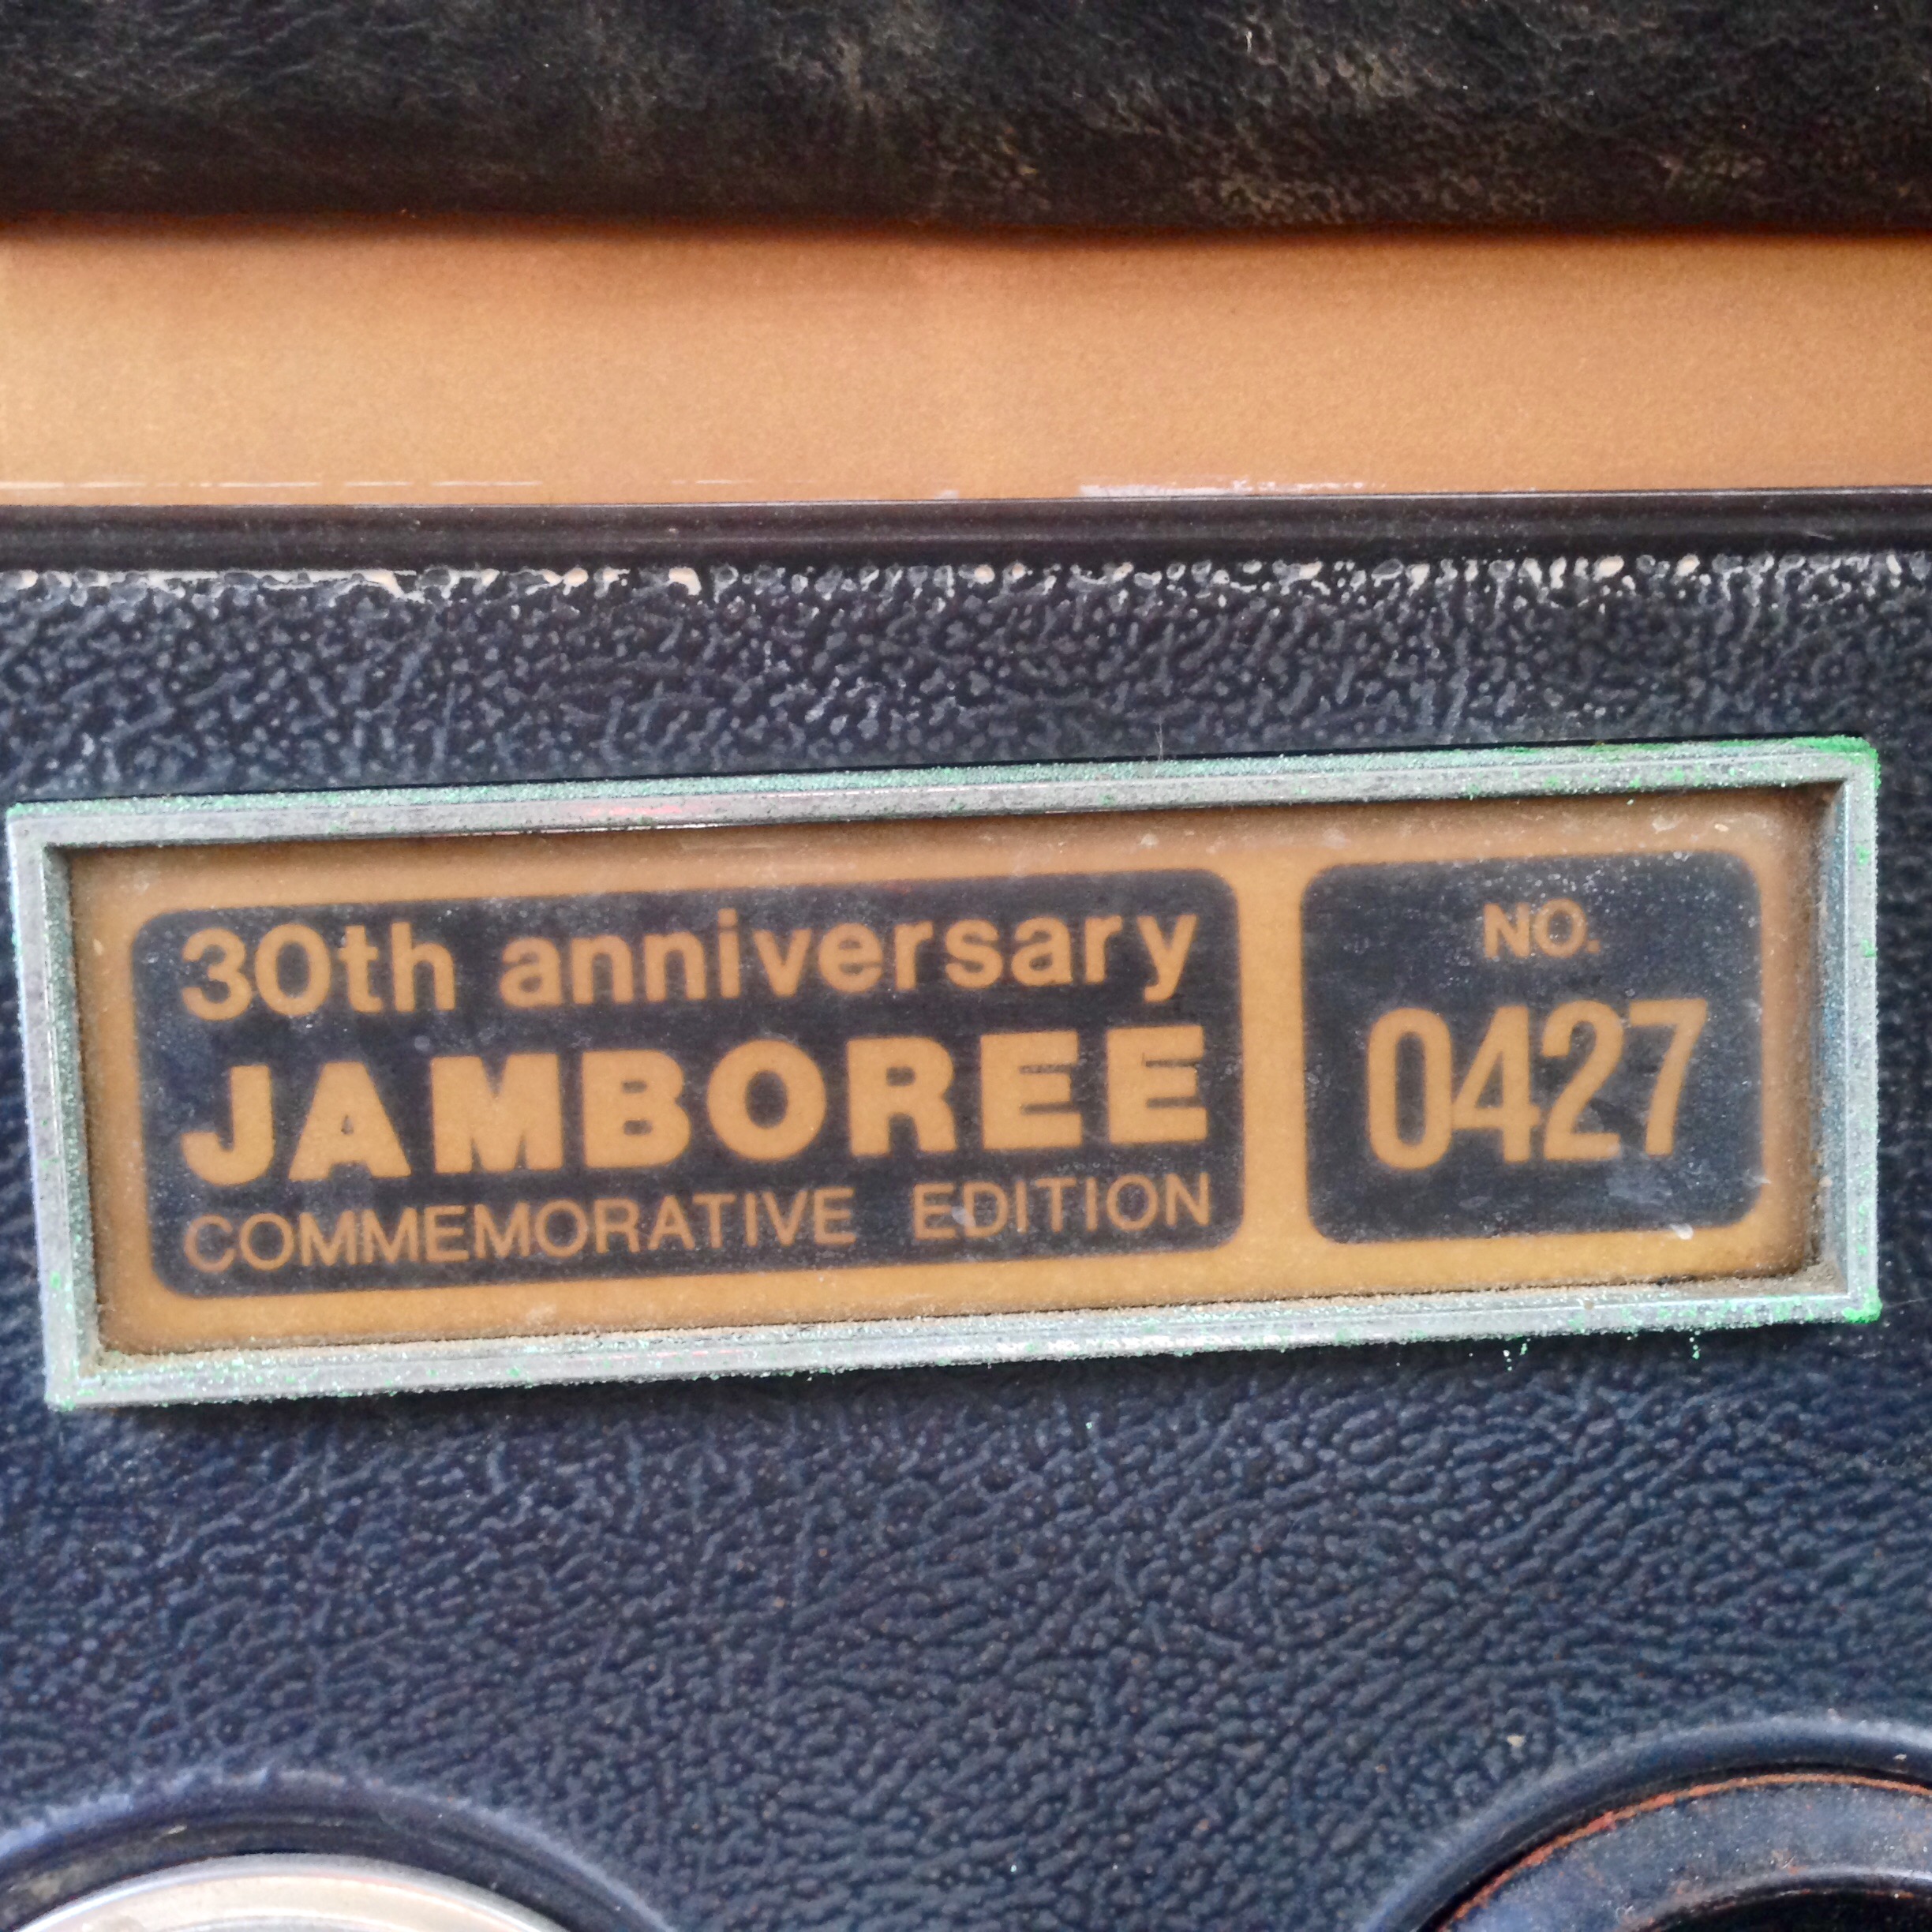 30th anniversary
JAMBOREE
COMMEMORATIVE EDITION
NO.
0427